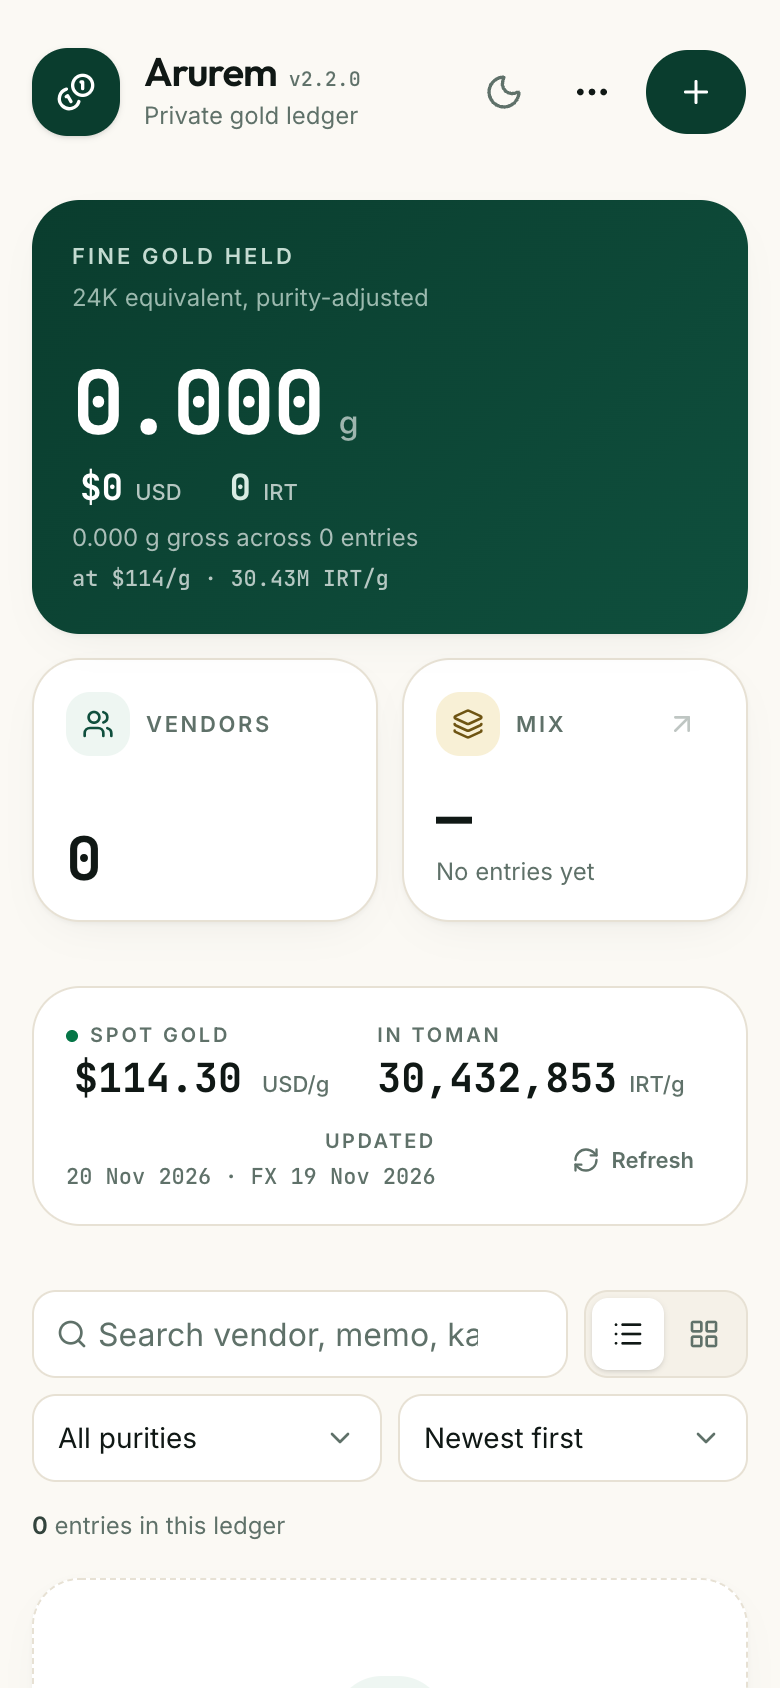 Arurem v2.2.0
Private gold ledger
FINE GOLD HELD
24K equivalent, purity-adjusted
0.000 g
$0 USD 0 IRT
0.000 g gross across 0 entries
at $114/g · 30.43M IRT/g
VENDORS
0
MIX
—
No entries yet
SPOT GOLD
$114.30 USD/g
IN TOMAN
30,432,853 IRT/g
UPDATED
20 Nov 2026 · FX 19 Nov 2026
Refresh
Search vendor, memo, ka
All purities
Newest first
0 entries in this ledger